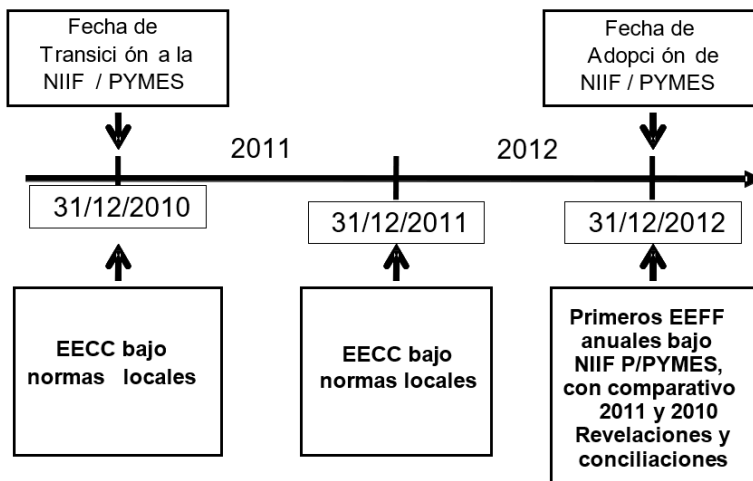 Fecha de
Transici ón a la
NIIF / PYMES
Fecha de
Adopci ón de
NIIF / PYMES
2011
2012
31/12/2010
31/12/2011
31/12/2012
EECC bajo
normas locales
EECC bajo
normas locales
Primeros EEFF
anuales bajo
NIIF P/PYMES,
con comparativo
2011 y 2010
Revelaciones y
conciliaciones